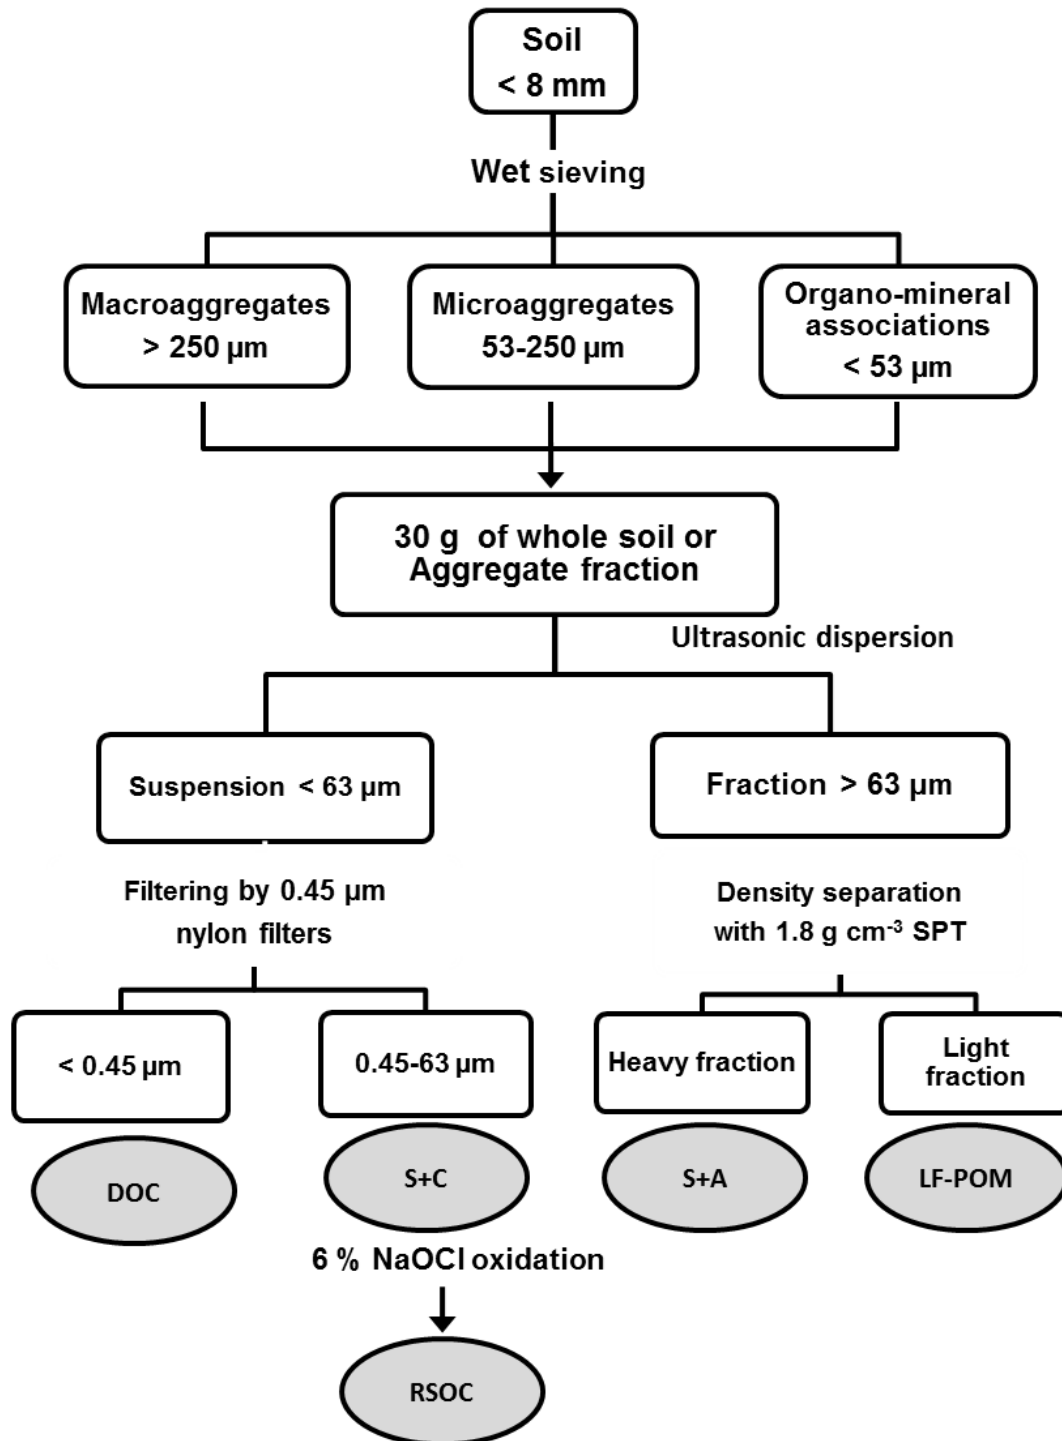 Soil
< 8 mm
Wet sieving
Macroaggregates
> 250 µm
Microaggregates
53-250 µm
Organo-mineral
associations
< 53 µm
30 g of whole soil or
Aggregate fraction
Ultrasonic dispersion
Suspension < 63 µm
Fraction > 63 µm
Filtering by 0.45 µm
nylon filters
Density separation
with 1.8 g cm⁻³ SPT
< 0.45 µm
0.45-63 µm
Heavy fraction
Light
fraction
DOC
S+C
S+A
LF-POM
6 % NaOCl oxidation
RSOC